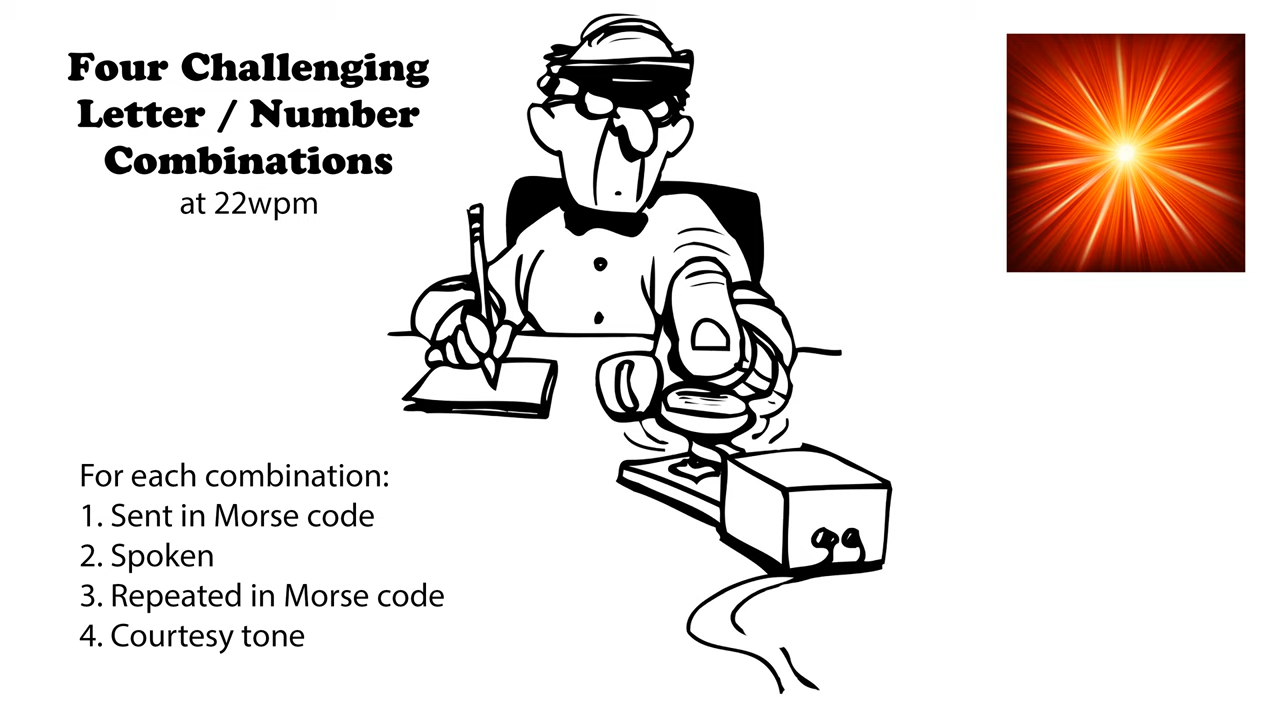 Four Challenging
Letter / Number
Combinations
at 22wpm
For each combination:
1. Sent in Morse code
2. Spoken
3. Repeated in Morse code
4. Courtesy tone